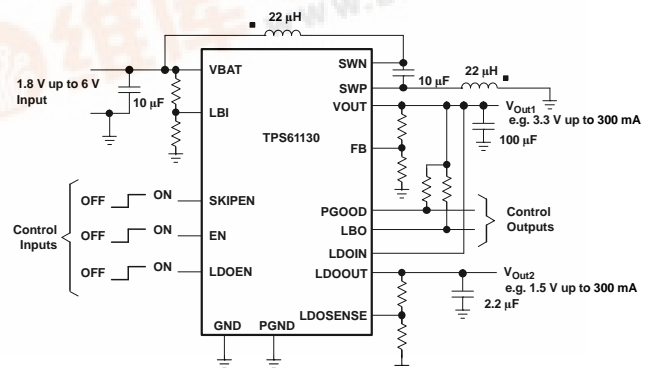 22 µH
VBAT
SWN
1.8 V up to 6 V
Input
10 µF
10 µF
22 µH
SWP
LBI
VOUT
VOut1
e.g. 3.3 V up to 300 mA
TPS61130
100 µF
FB
OFF
ON
SKIPEN
PGOOD
Control
Outputs
Control
Inputs
OFF
ON
EN
LBO
LDOIN
OFF
ON
LDOEN
LDOOUT
VOut2
e.g. 1.5 V up to 300 mA
2.2 µF
LDOSENSE
GND
PGND